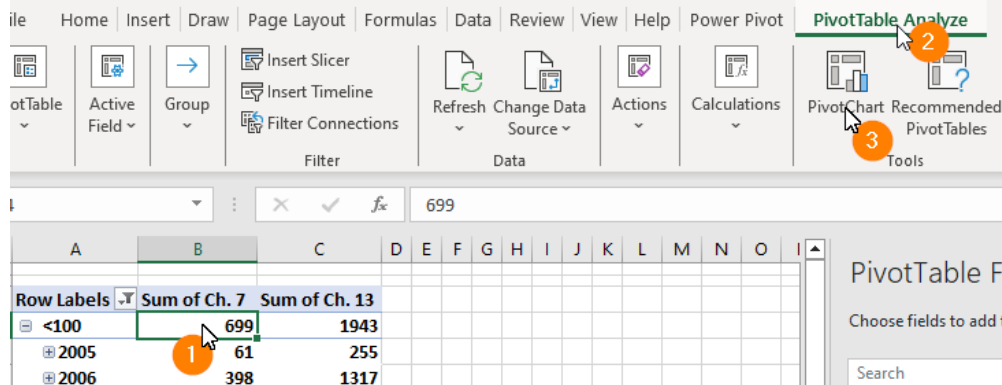 ile Home Insert Draw Page Layout Formulas Data Review View Help Power Pivot PivotTable Analyze
2
Insert Slicer
Insert Timeline
Filter Connections
otTable
Active
Field
Group
Refresh
Change Data
Source
Actions
Calculations
PivotChart
Recommended
PivotTables
3
Filter
Data
Tools
fx 699
A B C D E F G H I J K L M N O
PivotTable F
Row Labels Sum of Ch. 7 Sum of Ch. 13
Choose fields to add
<100 699 1943
1
2005 61 255
2006 398 1317
Search